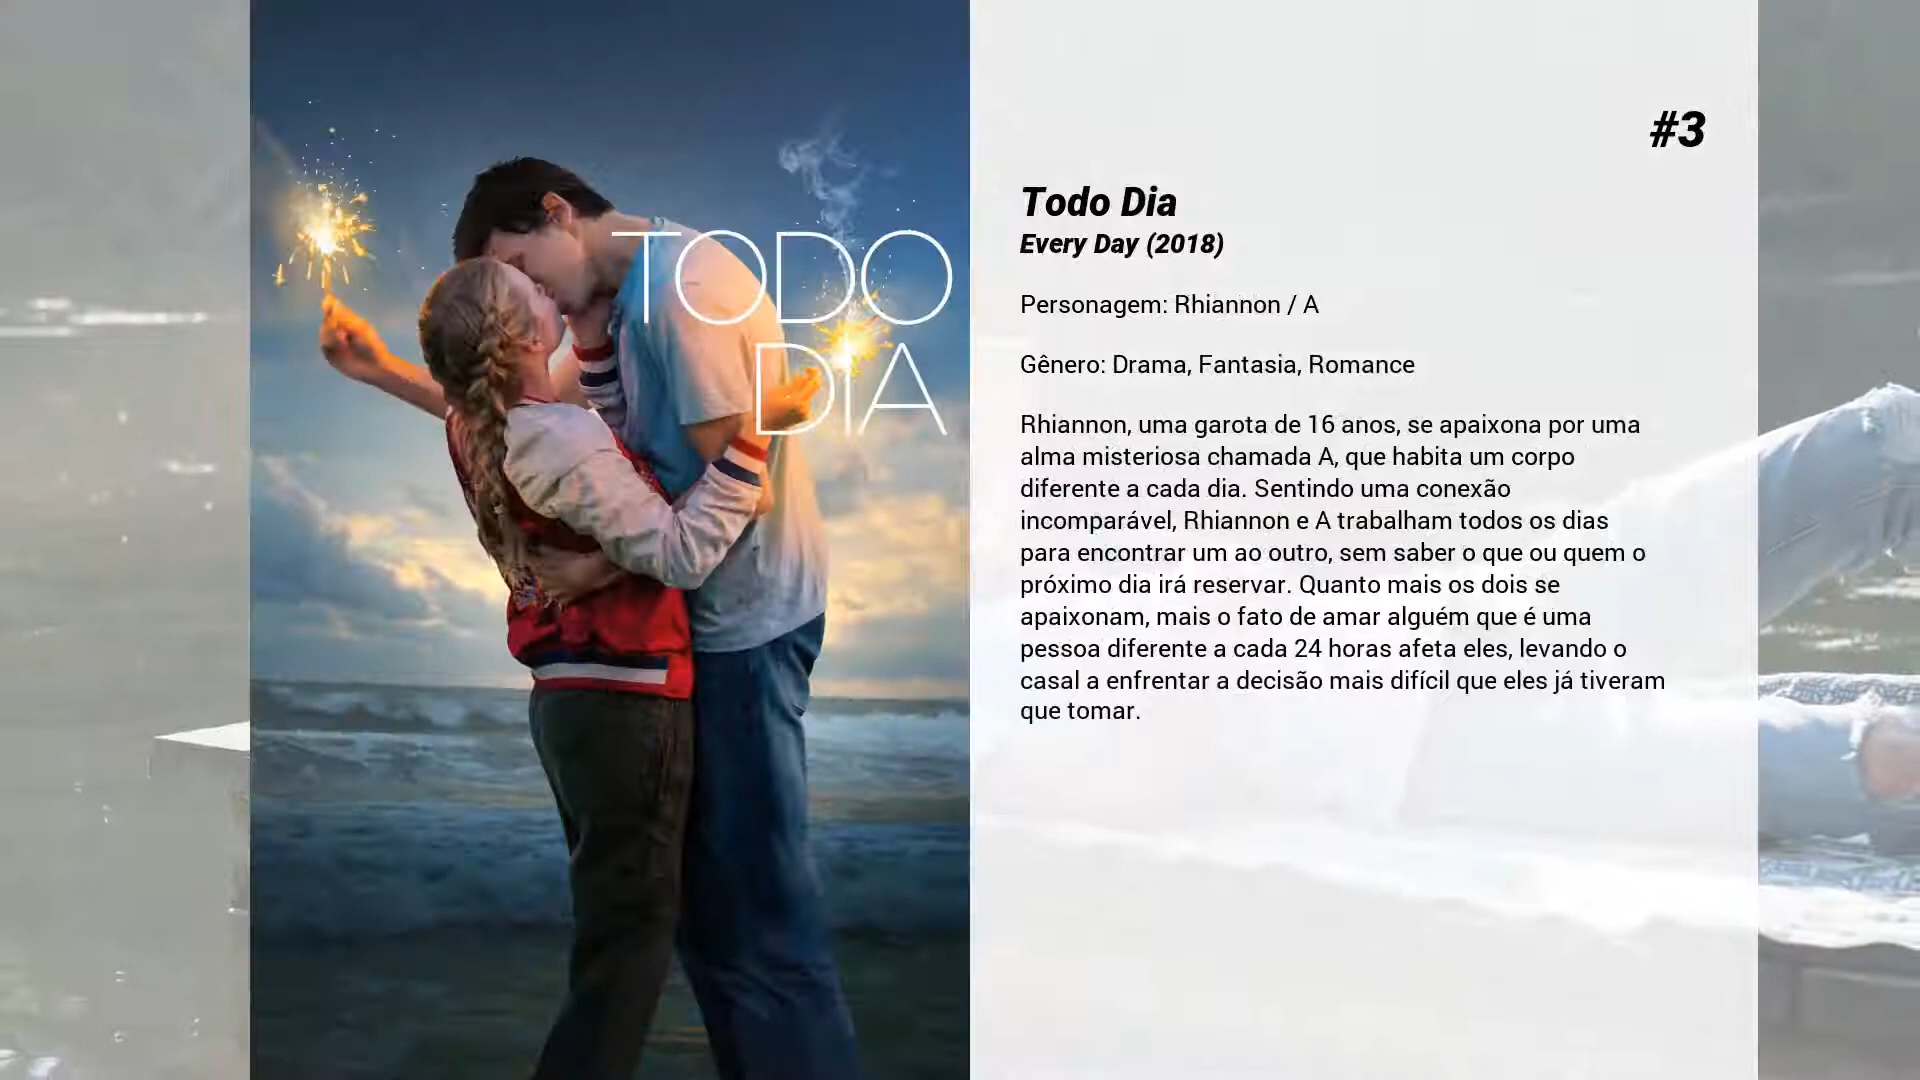 TODO
DIA
#3
Todo Dia
Every Day (2018)
Personagem: Rhiannon / A
Gênero: Drama, Fantasia, Romance
Rhiannon, uma garota de 16 anos, se apaixona por uma
alma misteriosa chamada A, que habita um corpo
diferente a cada dia. Sentindo uma conexão
incomparável, Rhiannon e A trabalham todos os dias
para encontrar um ao outro, sem saber o que ou quem o
próximo dia irá reservar. Quanto mais os dois se
apaixonam, mais o fato de amar alguém que é uma
pessoa diferente a cada 24 horas afeta eles, levando o
casal a enfrentar a decisão mais difícil que eles já tiveram
que tomar.